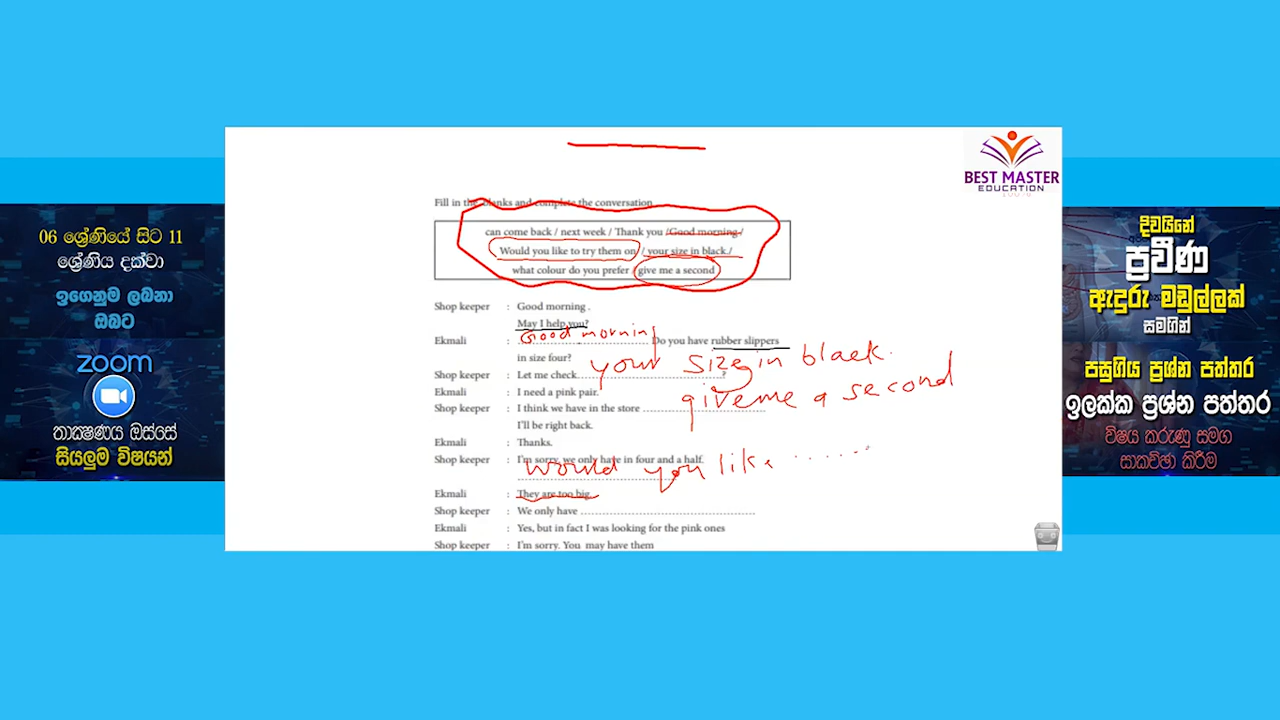 06 ශ්‍රේණියේ සිට 11
ශ්‍රේණිය දක්වා
ඉගෙනුම ලබනා
ඔබට
zoom
තාක්ෂණය ඔස්සේ
සියලුම විෂයන්
BEST MASTER
EDUCATION
Fill in the blanks and complete the conversation
can come back / next week / Thank you / Good morning /
Would you like to try them on / your size in black /
what colour do you prefer / give me a second
Shop keeper : Good morning .
May I help you?
Good morning
Ekmali : .............................. Do you have rubber slippers
in size four?
your size in black.
Shop keeper : Let me check..............................?
Ekmali : I need a pink pair.
give me a second
Shop keeper : I think we have in the store ..............................
I'll be right back.
Ekmali : Thanks.
Shop keeper : I'm sorry, we only have in four and a half.
would you like ......
Ekmali : They are too big.
Shop keeper : We only have ..............................
Ekmali : Yes, but in fact I was looking for the pink ones
Shop keeper : I'm sorry. You may have them
දිවයිනේ
ප්‍රවීණ
ඇදුරු මඩුල්ලක්
සමගින්
පසුගිය ප්‍රශ්න පත්තර
ඉලක්ක ප්‍රශ්න පත්තර
විෂය කරුණු සමග
සාකච්ඡා කිරීම